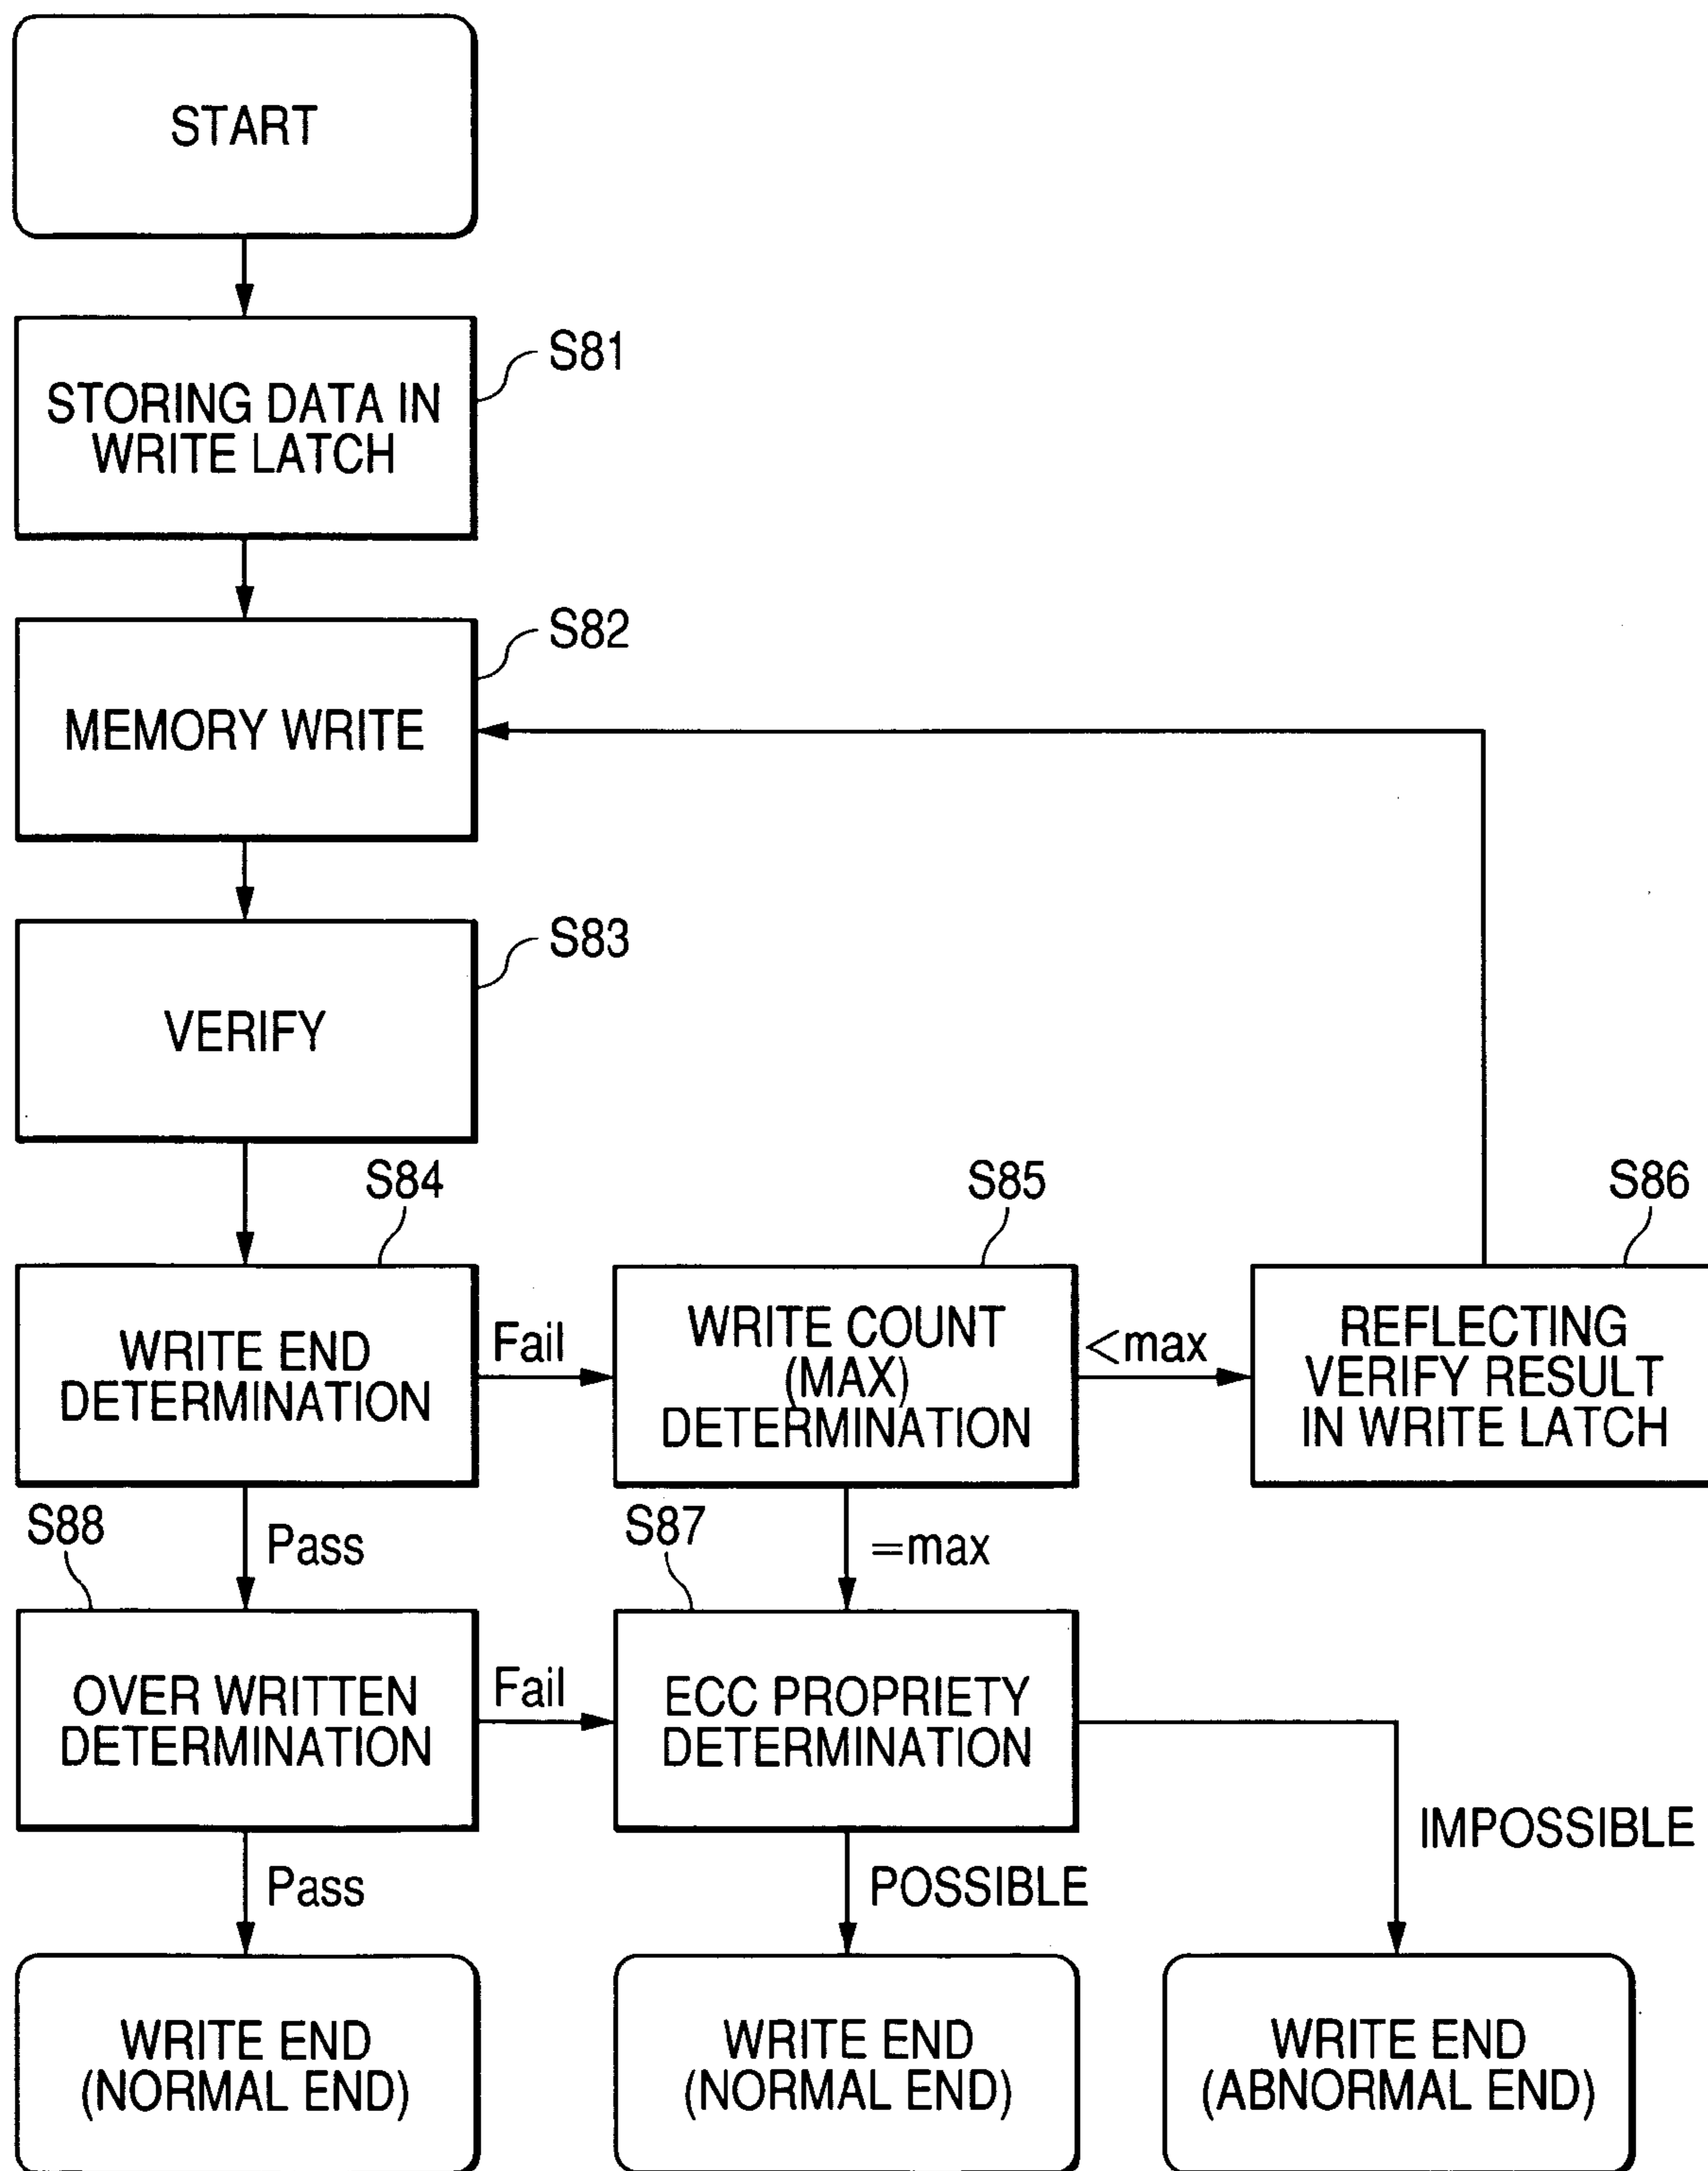 START
S81
STORING DATA IN
WRITE LATCH
S82
MEMORY WRITE
S83
VERIFY
S84
S85
S86
WRITE END
DETERMINATION
Fail
WRITE COUNT
(MAX)
DETERMINATION
<max
REFLECTING
VERIFY RESULT
IN WRITE LATCH
S88
Pass
S87
=max
OVER WRITTEN
DETERMINATION
Fail
ECC PROPRIETY
DETERMINATION
IMPOSSIBLE
Pass
POSSIBLE
WRITE END
(NORMAL END)
WRITE END
(NORMAL END)
WRITE END
(ABNORMAL END)